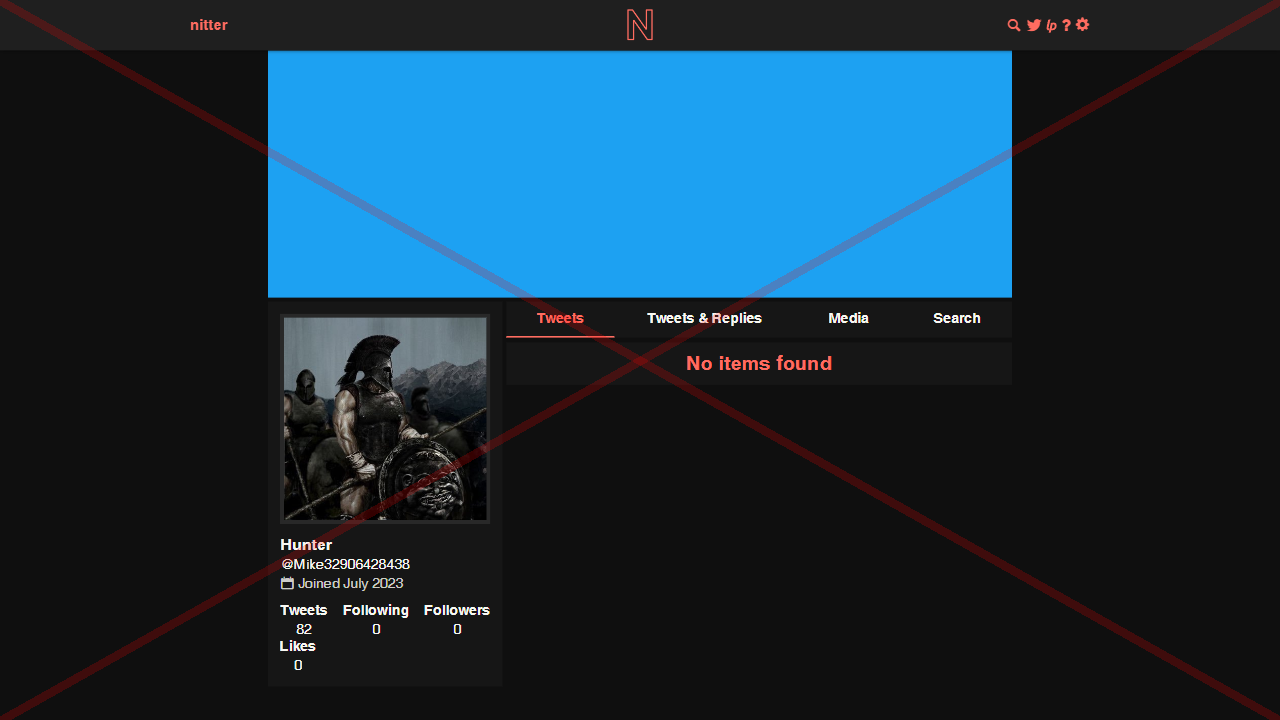 nitter
N
lp
?
Tweets
Tweets & Replies
Media
Search
No items found
Hunter
@Mike32906428438
Joined July 2023
Tweets Following Followers
82 0 0
Likes
0